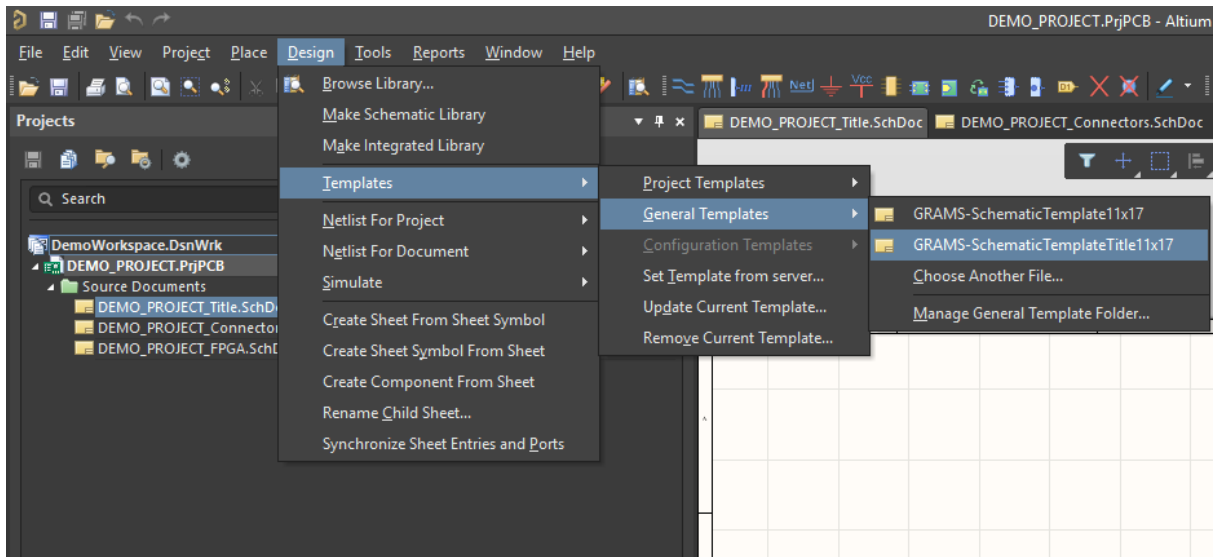 DEMO_PROJECT.PrjPCB - Altium
File Edit View Project Place Design Tools Reports Window Help
Netl Vcc D1
Projects
DEMO_PROJECT_Title.SchDoc DEMO_PROJECT_Connectors.SchDoc
Search
DemoWorkspace.DsnWrk
DEMO_PROJECT.PrjPCB
Source Documents
DEMO_PROJECT_Title.SchD
DEMO_PROJECT_Connector
DEMO_PROJECT_FPGA.Sch
Browse Library...
Make Schematic Library
Make Integrated Library
Templates
Netlist For Project
Netlist For Document
Simulate
Create Sheet From Sheet Symbol
Create Sheet Symbol From Sheet
Create Component From Sheet
Rename Child Sheet...
Synchronize Sheet Entries and Ports
Project Templates
General Templates
Configuration Templates
Set Template from server...
Update Current Template...
Remove Current Template...
GRAMS-SchematicTemplate11x17
GRAMS-SchematicTemplateTitle11x17
Choose Another File...
Manage General Template Folder...
A